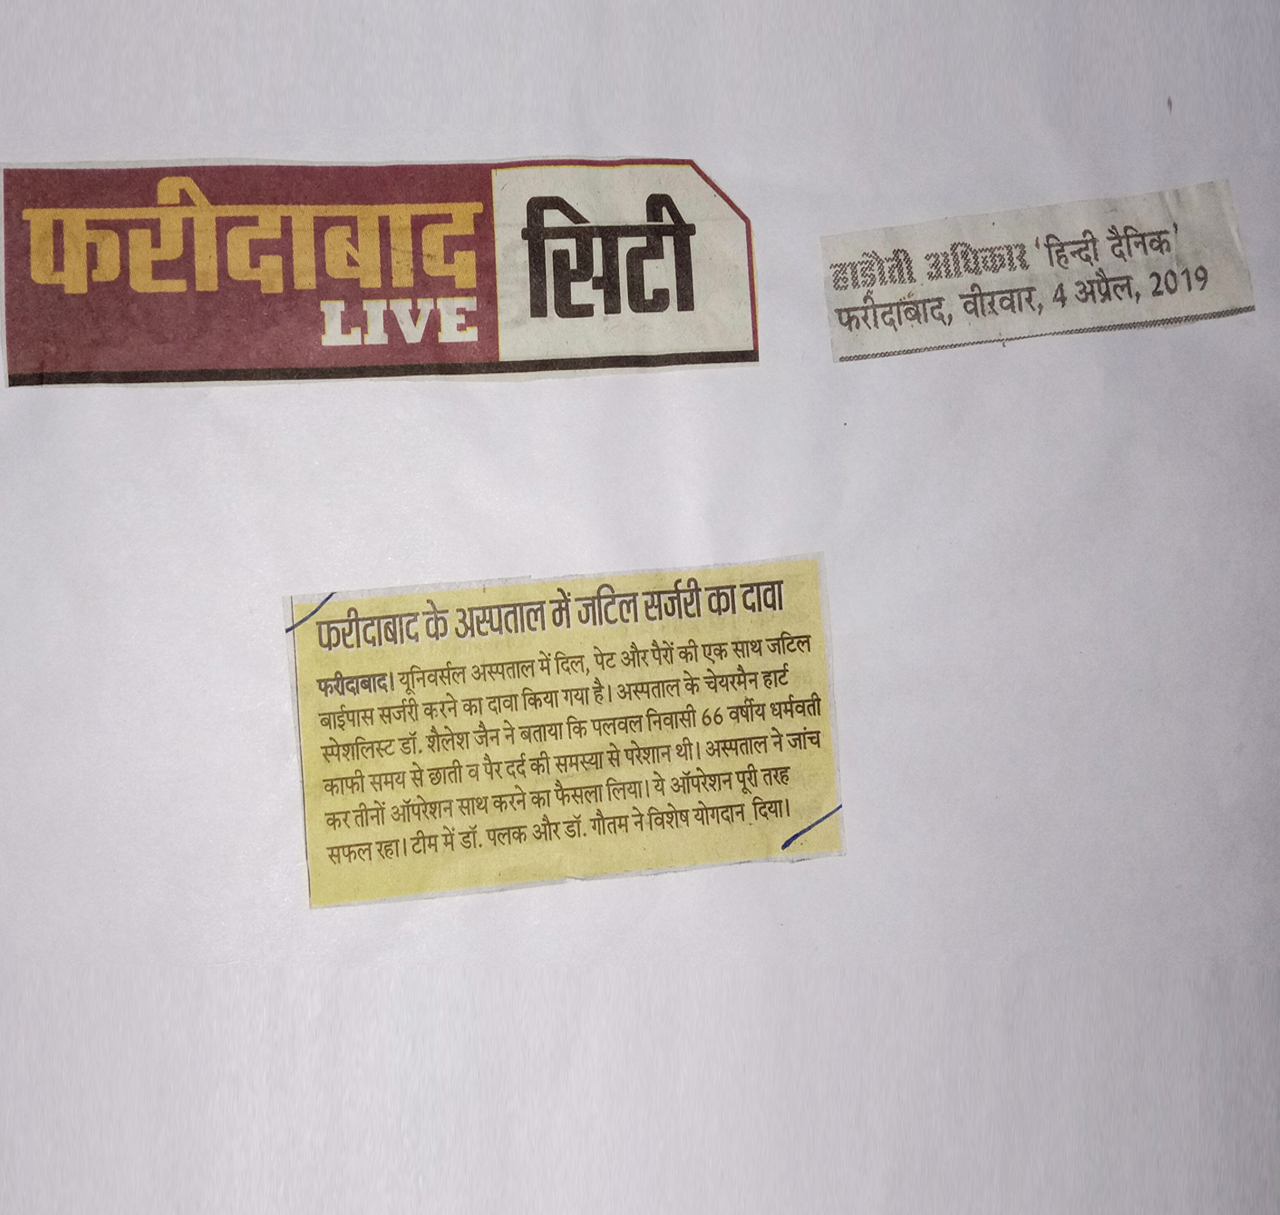 फरीदाबाद
LIVE
सिटी
हाड़ौती अधिकार ‘हिन्दी दैनिक’
फरीदाबाद, वीरवार, 4 अप्रैल, 2019
फरीदाबाद के अस्पताल में जटिल सर्जरी का दावा
फरीदाबाद। यूनिवर्सल अस्पताल में दिल, पेट और पैरों की एक साथ जटिल
बाईपास सर्जरी करने का दावा किया गया है। अस्पताल के चेयरमैन हार्ट
स्पेशलिस्ट डॉ. शैलेश जैन ने बताया कि पलवल निवासी 66 वर्षीय धर्मवती
काफी समय से छाती व पैर दर्द की समस्या से परेशान थी। अस्पताल ने जांच
कर तीनों ऑपरेशन साथ करने का फैसला लिया। ये ऑपरेशन पूरी तरह
सफल रहा। टीम में डॉ. पलक और डॉ. गौतम ने विशेष योगदान दिया।